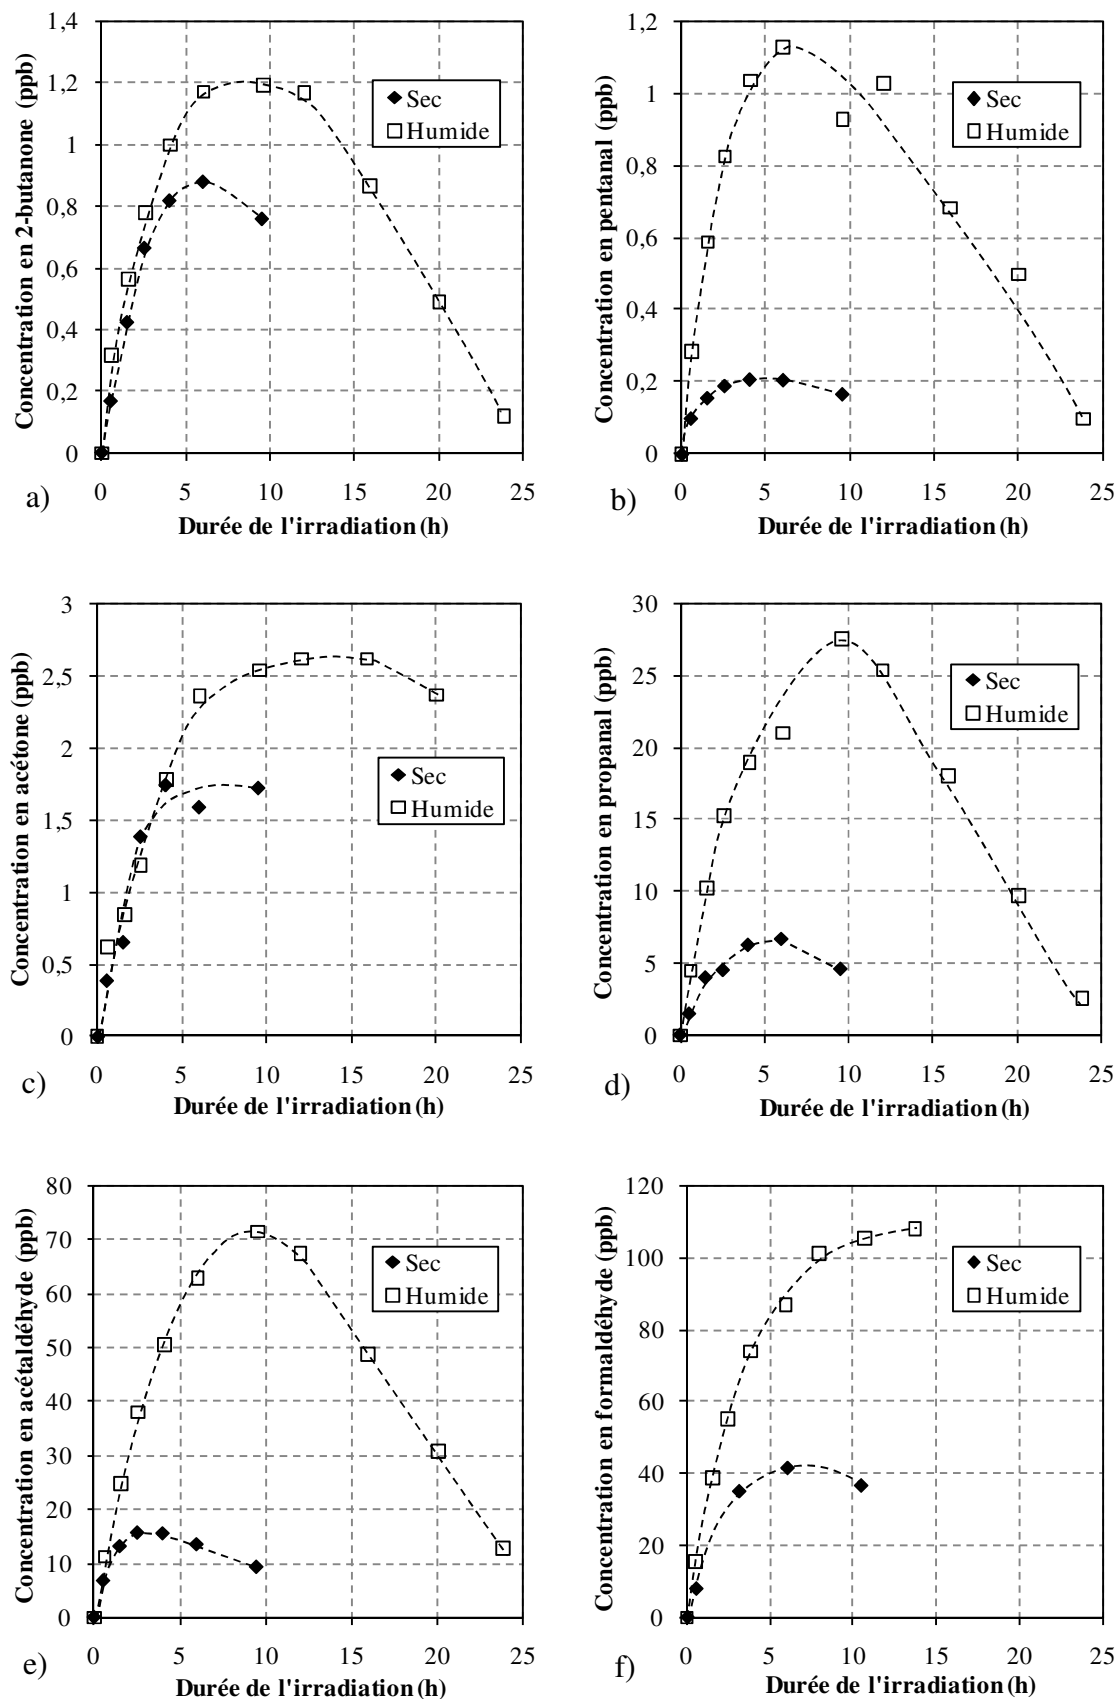 Concentration en 2-butanone (ppb)
1,4
1,2
1
0,8
0,6
0,4
0,2
0
Sec
Humide
0 5 10 15 20 25
a)
Durée de l'irradiation (h)
Concentration en pentanal (ppb)
1,2
1
0,8
0,6
0,4
0,2
0
Sec
Humide
0 5 10 15 20 25
b)
Durée de l'irradiation (h)
Concentration en acétone (ppb)
3
2,5
2
1,5
1
0,5
0
Sec
Humide
0 5 10 15 20 25
c)
Durée de l'irradiation (h)
Concentration en propanal (ppb)
30
25
20
15
10
5
0
Sec
Humide
0 5 10 15 20 25
d)
Durée de l'irradiation (h)
Concentration en acétaldéhyde (ppb)
80
70
60
50
40
30
20
10
0
Sec
Humide
0 5 10 15 20 25
e)
Durée de l'irradiation (h)
Concentration en formaldéhyde (ppb)
120
100
80
60
40
20
0
Sec
Humide
0 5 10 15 20 25
f)
Durée de l'irradiation (h)